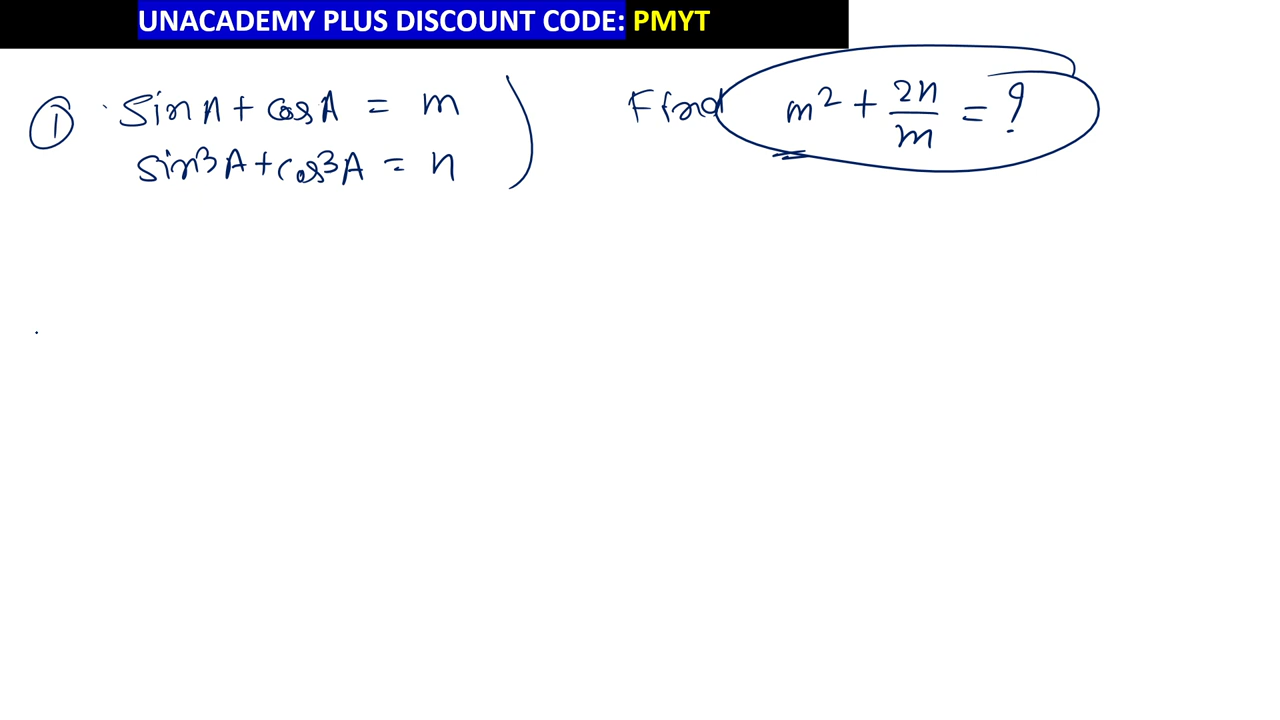 UNACADEMY PLUS DISCOUNT CODE: PMYT
① sin A + cos A = m
sin³A + cos³A = n
Find m² + 2n/m = ?